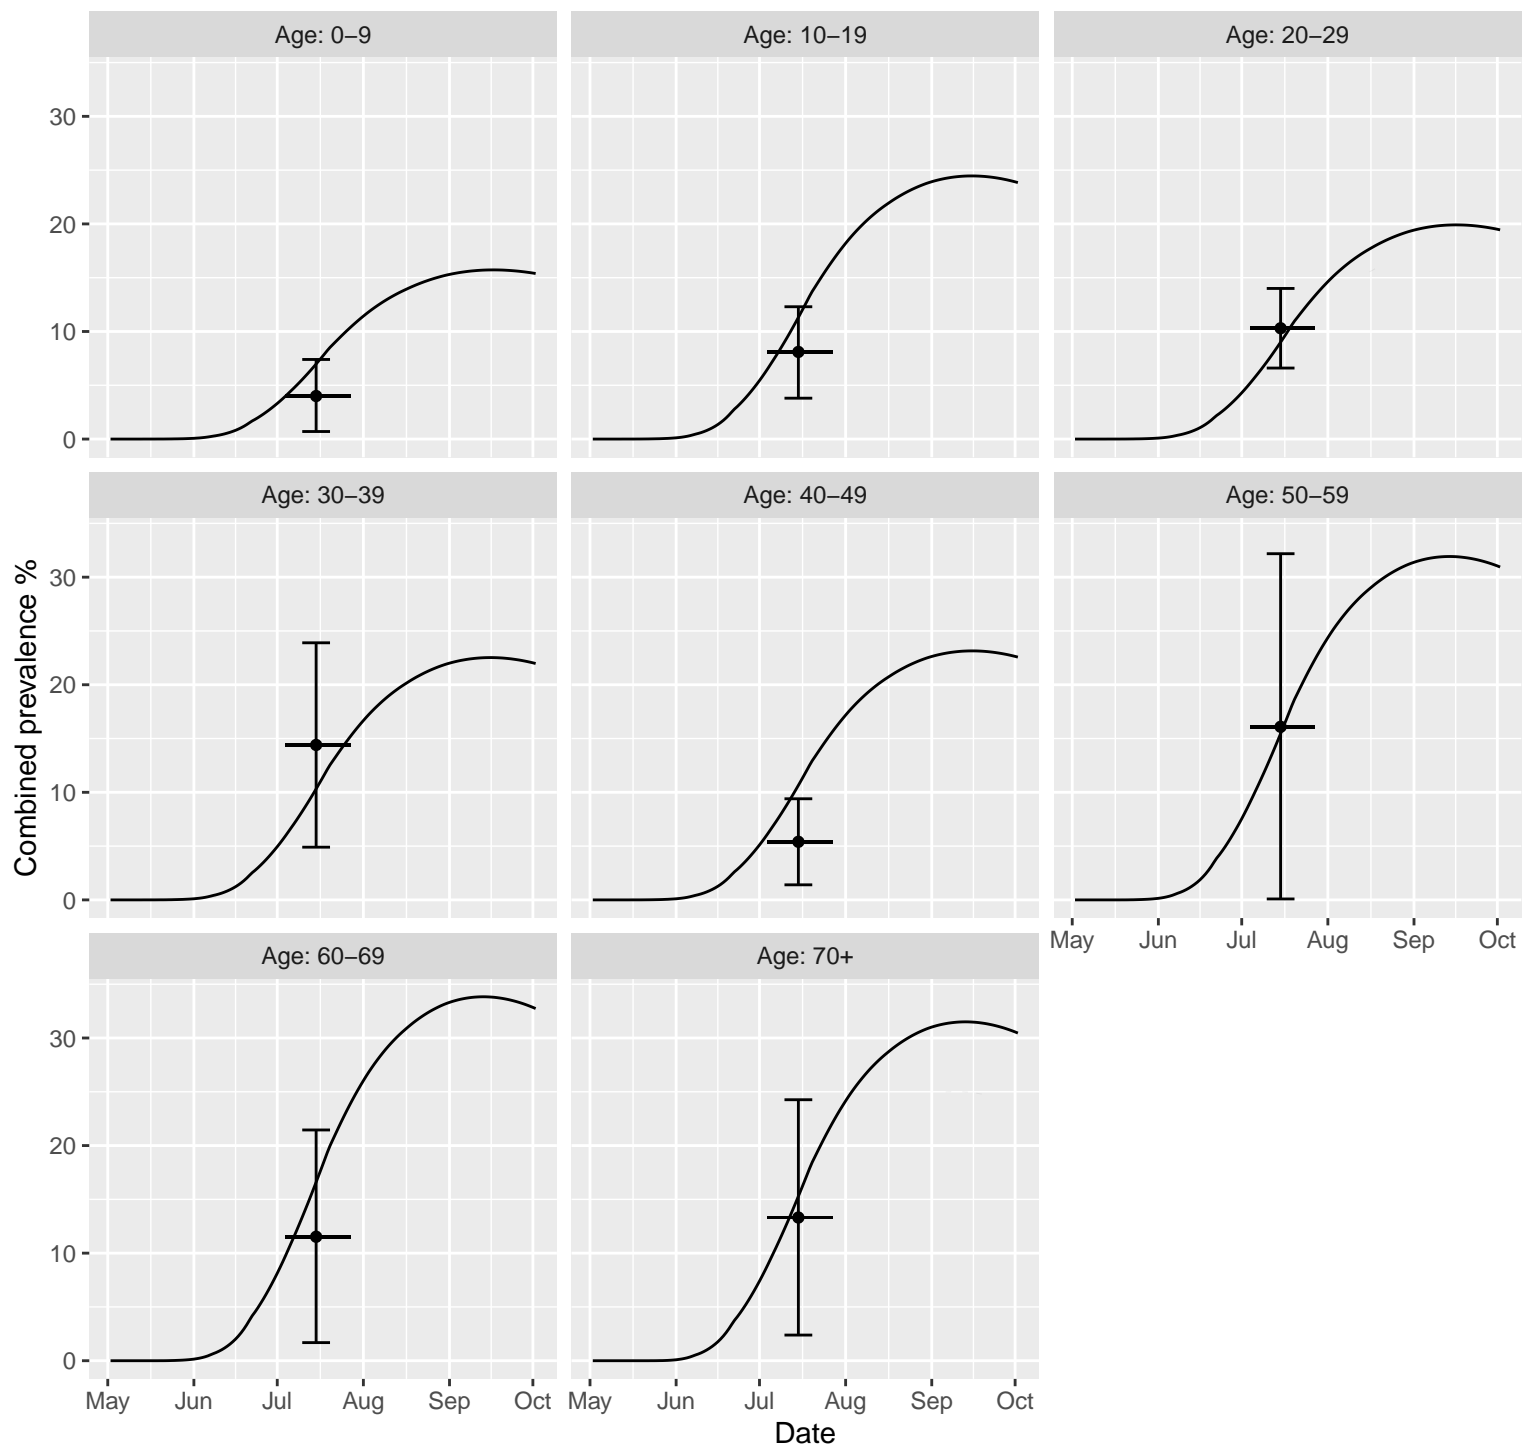 Age: 0–9
Age: 10–19
Age: 20–29
30
20
10
0
Age: 30–39
Age: 40–49
Age: 50–59
Combined prevalence %
30
20
10
0
May Jun Jul Aug Sep Oct
Age: 60–69
Age: 70+
30
20
10
0
May Jun Jul Aug Sep Oct
May Jun Jul Aug Sep Oct
Date